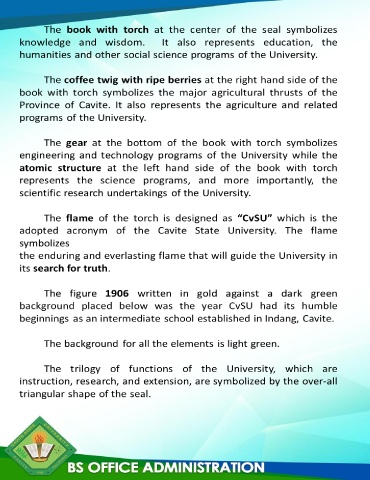 The book with torch at the center of the seal symbolizes
knowledge and wisdom. It also represents education, the
humanities and other social science programs of the University.
The coffee twig with ripe berries at the right hand side of the
book with torch symbolizes the major agricultural thrusts of the
Province of Cavite. It also represents the agriculture and related
programs of the University.
The gear at the bottom of the book with torch symbolizes
engineering and technology programs of the University while the
atomic structure at the left hand side of the book with torch
represents the science programs, and more importantly, the
scientific research undertakings of the University.
The flame of the torch is designed as “CvSU” which is the
adopted acronym of the Cavite State University. The flame
symbolizes
the enduring and everlasting flame that will guide the University in
its search for truth.
The figure 1906 written in gold against a dark green
background placed below was the year CvSU had its humble
beginnings as an intermediate school established in Indang, Cavite.
The background for all the elements is light green.
The trilogy of functions of the University, which are
instruction, research, and extension, are symbolized by the over-all
triangular shape of the seal.
BS OFFICE ADMINISTRATION